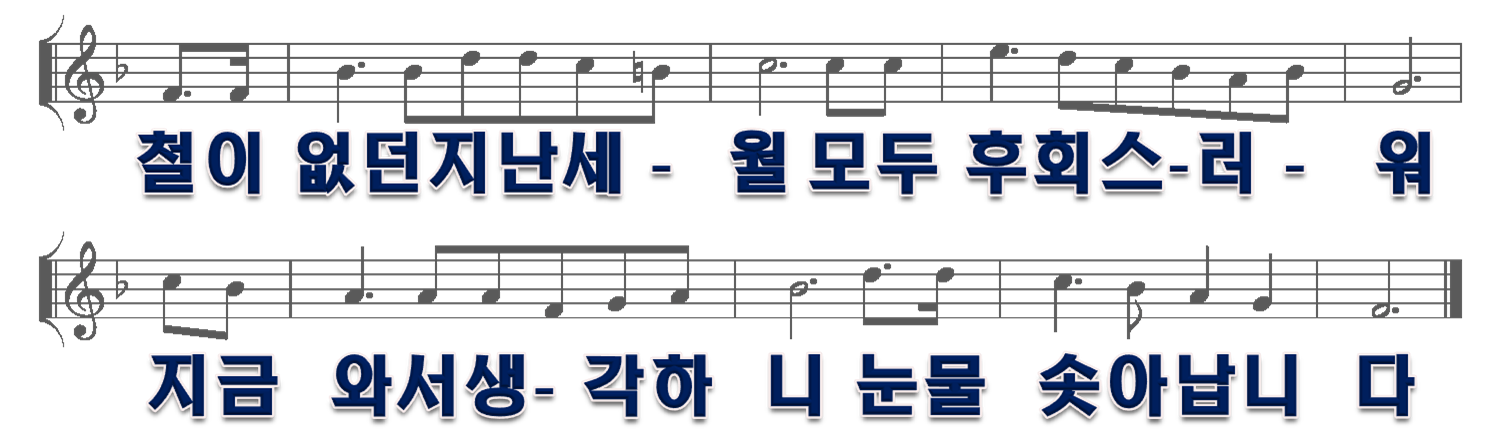 철이 없던지난세 - 월 모두 후회스-러 - 워
지금 와서생- 각하 니 눈물 솟아납니 다